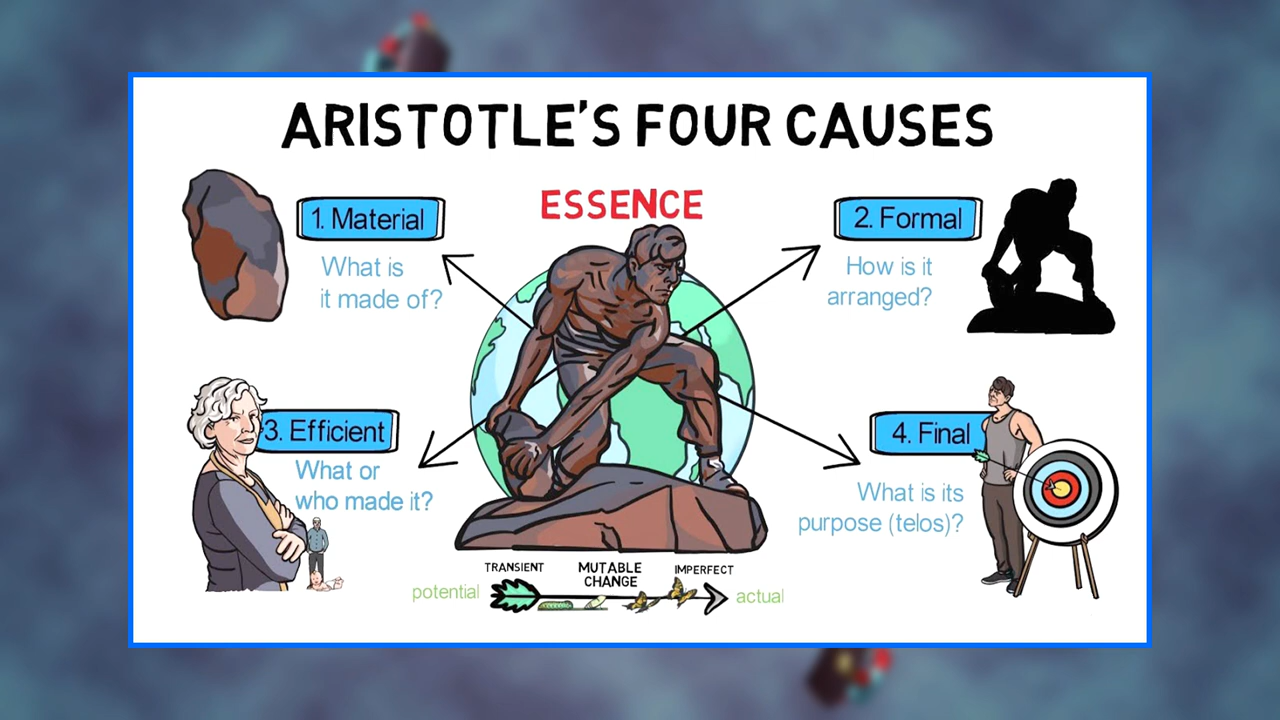 ARISTOTLE'S FOUR CAUSES
ESSENCE
1. Material
What is
it made of?
2. Formal
How is it
arranged?
3. Efficient
What or
who made it?
4. Final
What is its
purpose (telos)?
TRANSIENT
MUTABLE
CHANGE
IMPERFECT
potential
actual